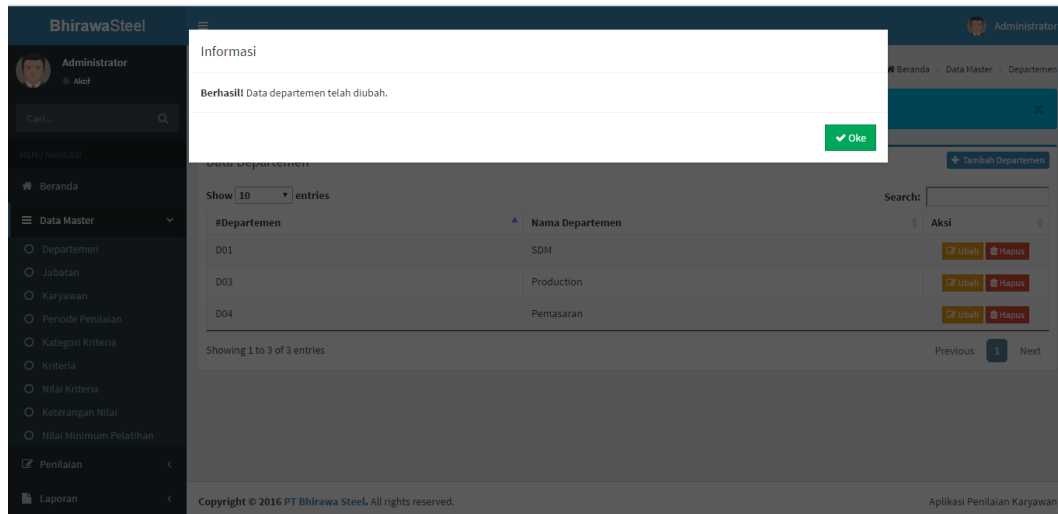 BhirawaSteel
Administrator
Informasi
Berhasil! Data departemen telah diubah.
Oke
Administrator
Aktif
Cari...
MENU NAVIGASI
Beranda
Data Master
Departemen
Jabatan
Karyawan
Periode Penilaian
Kategori Kriteria
Kriteria
Nilai Kriteria
Keterangan Nilai
Nilai Minimum Pelatihan
Penilaian
Laporan
Beranda > Data Master > Departemen
Data Departemen
Tambah Departemen
Show 10 entries Search:
#Departemen Nama Departemen Aksi
D01 SDM Ubah Hapus
D03 Production Ubah Hapus
D04 Pemasaran Ubah Hapus
Showing 1 to 3 of 3 entries Previous 1 Next
Copyright © 2016 PT Bhirawa Steel. All rights reserved. Aplikasi Penilaian Karyawan